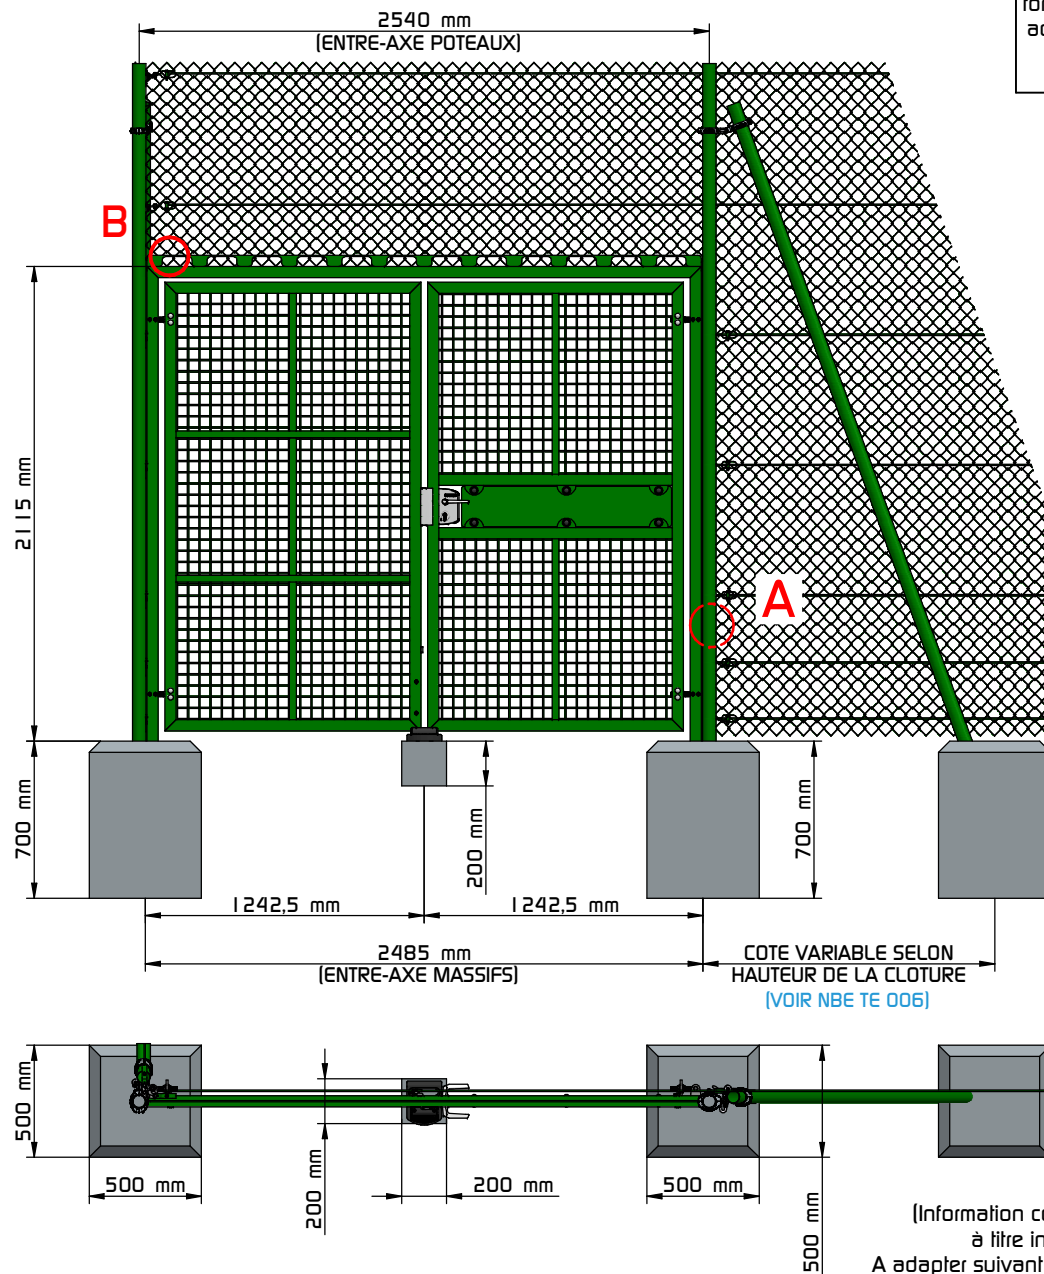 2540 mm
(ENTRE-AXE POTEAUX)
B
2115 mm
A
700 mm
200 mm
700 mm
1242,5 mm
1242,5 mm
2485 mm
(ENTRE-AXE MASSIFS)
COTE VARIABLE SELON
HAUTEUR DE LA CLOTURE
(VOIR NBE TE 006)
500 mm
500 mm
200 mm
200 mm
500 mm
500 mm
(Information
à titre
A adapter suivant